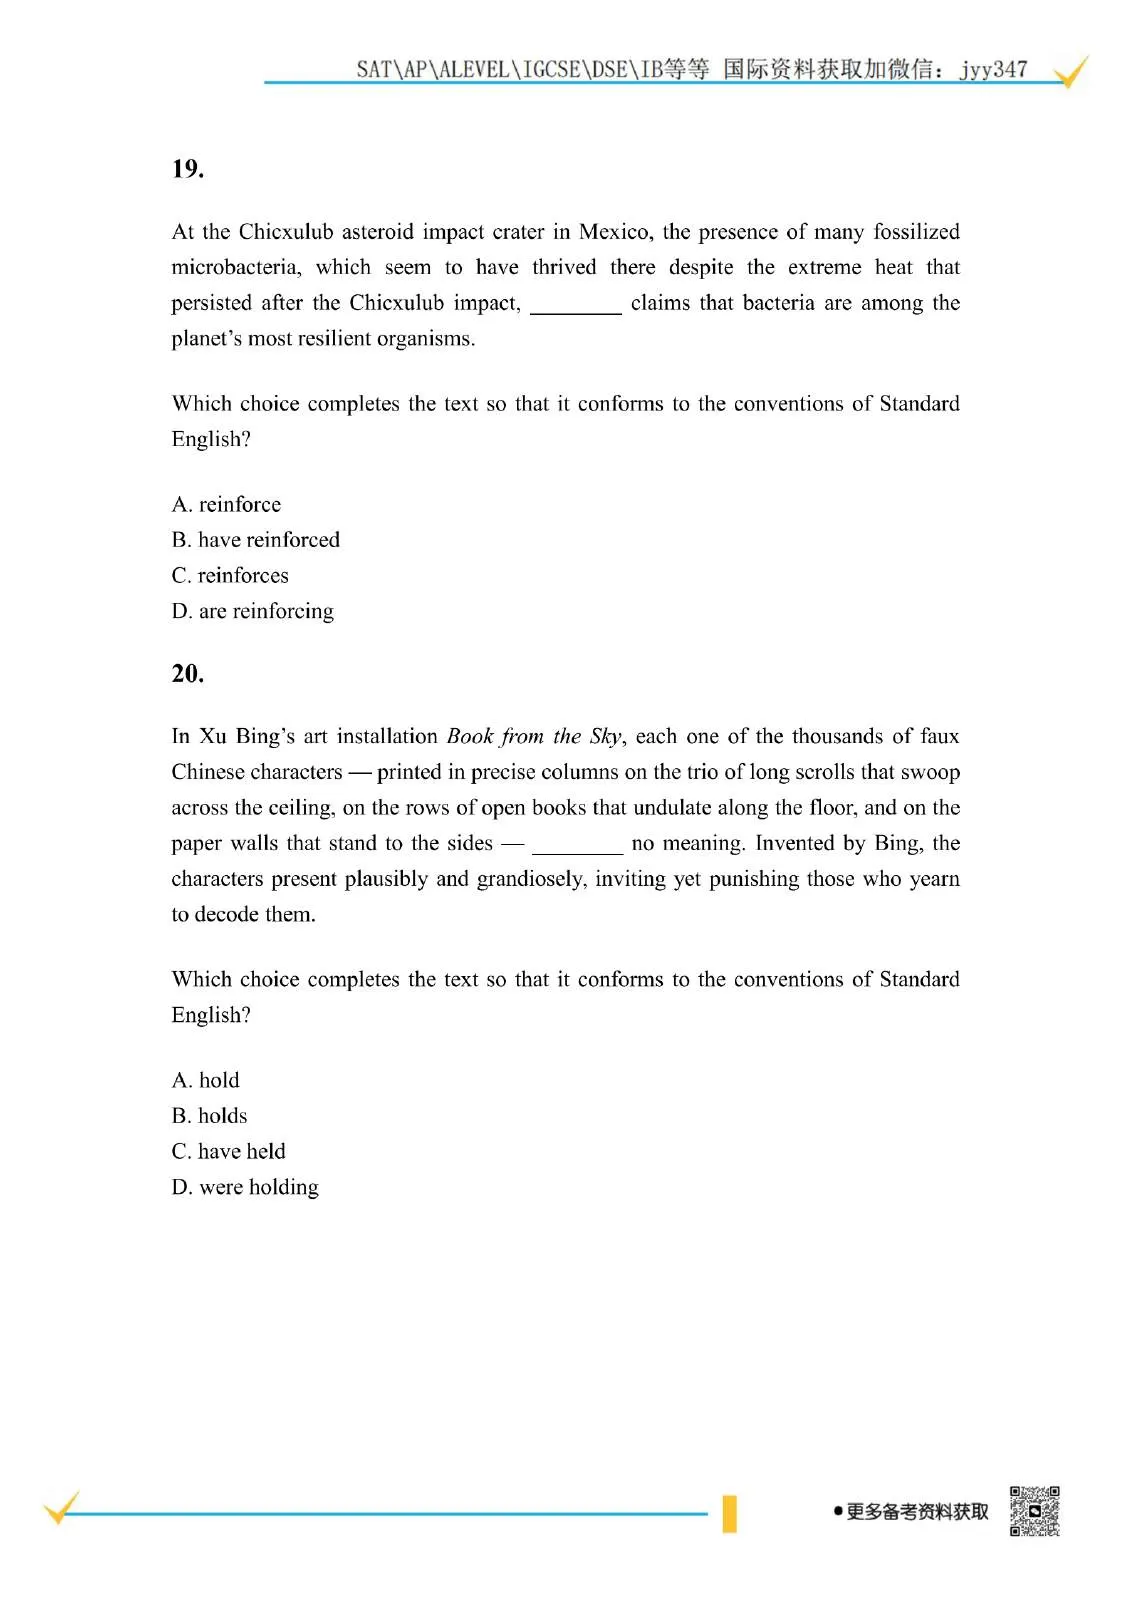 SAT\AP\ALEVEL\IGCSE\DSE\IB等等 国际资料获取加微信：jyy347
19.
At the Chicxulub asteroid impact crater in Mexico, the presence of many fossilized
microbacteria, which seem to have thrived there despite the extreme heat that
persisted after the Chicxulub impact, ________ claims that bacteria are among the
planet’s most resilient organisms.
Which choice completes the text so that it conforms to the conventions of Standard
English?
A. reinforce
B. have reinforced
C. reinforces
D. are reinforcing
20.
In Xu Bing’s art installation Book from the Sky, each one of the thousands of faux
Chinese characters — printed in precise columns on the trio of long scrolls that swoop
across the ceiling, on the rows of open books that undulate along the floor, and on the
paper walls that stand to the sides — ________ no meaning. Invented by Bing, the
characters present plausibly and grandiosely, inviting yet punishing those who yearn
to decode them.
Which choice completes the text so that it conforms to the conventions of Standard
English?
A. hold
B. holds
C. have held
D. were holding
•更多备考资料获取